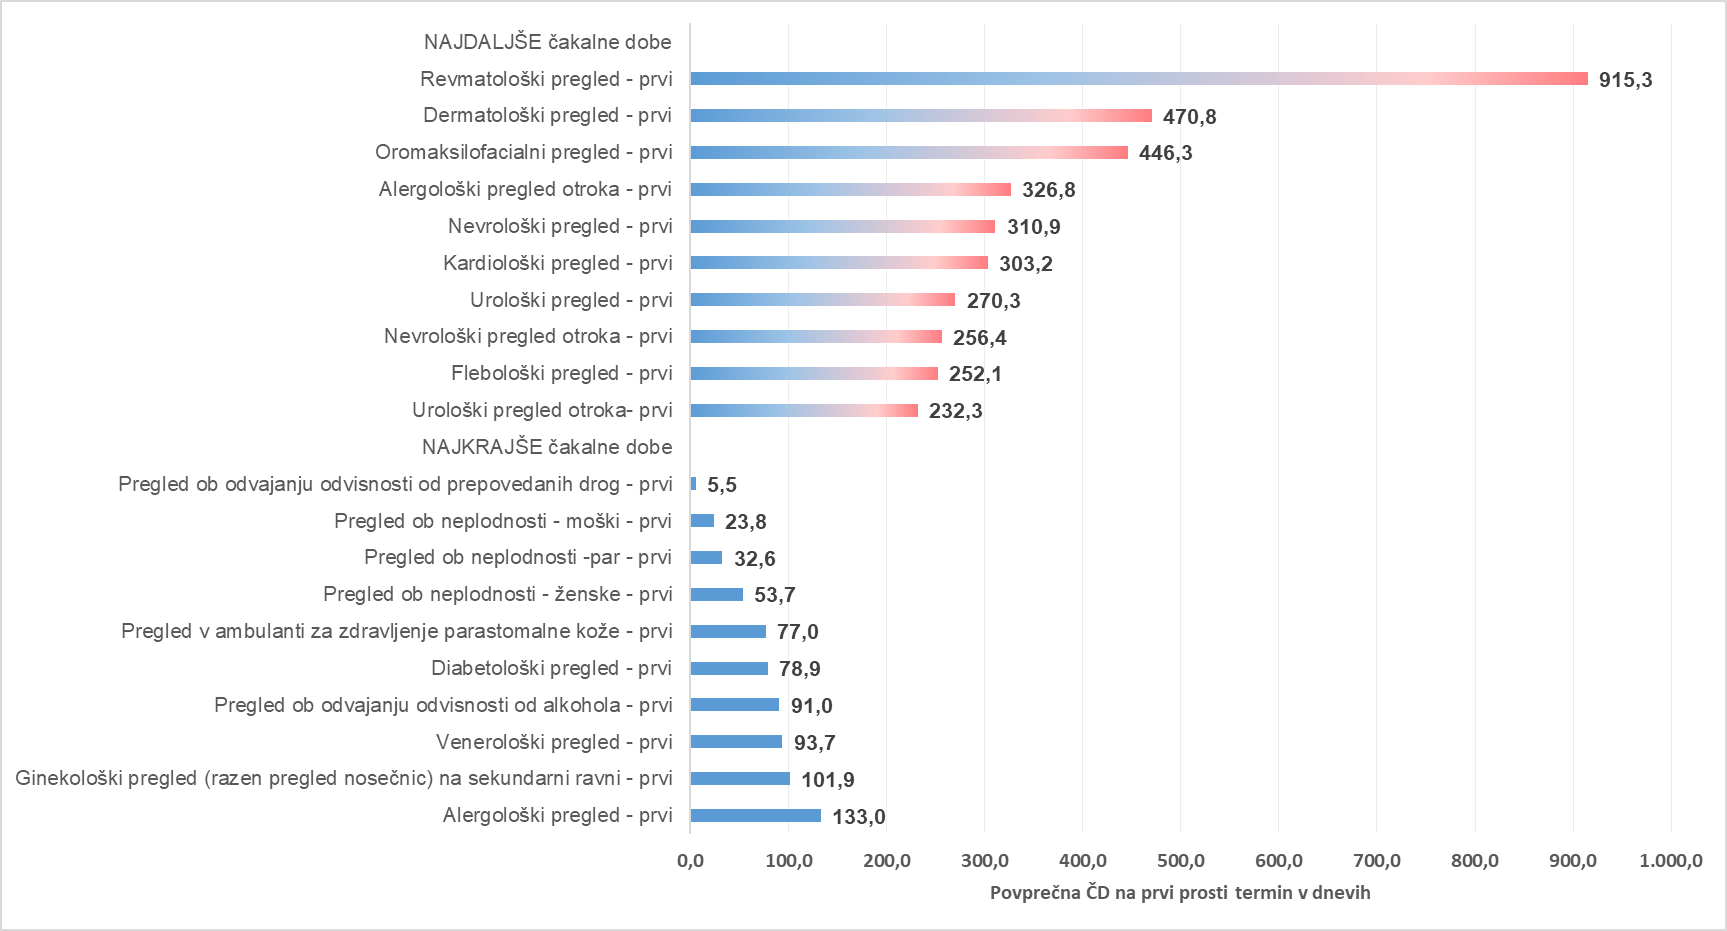 NAJDALJŠE čakalne dobe
Revmatološki pregled - prvi 915,3
Dermatološki pregled - prvi 470,8
Oromaksilofacialni pregled - prvi 446,3
Alergološki pregled otroka - prvi 326,8
Nevrološki pregled - prvi 310,9
Kardiološki pregled - prvi 303,2
Urološki pregled - prvi 270,3
Nevrološki pregled otroka - prvi 256,4
Flebološki pregled - prvi 252,1
Urološki pregled otroka- prvi 232,3
NAJKRAJŠE čakalne dobe
Pregled ob odvajanju odvisnosti od prepovedanih drog - prvi 5,5
Pregled ob neplodnosti - moški - prvi 23,8
Pregled ob neplodnosti -par - prvi 32,6
Pregled ob neplodnosti - ženske - prvi 53,7
Pregled v ambulanti za zdravljenje parastomalne kože - prvi 77,0
Diabetološki pregled - prvi 78,9
Pregled ob odvajanju odvisnosti od alkohola - prvi 91,0
Venerološki pregled - prvi 93,7
Ginekološki pregled (razen pregled nosečnic) na sekundarni ravni - prvi 101,9
Alergološki pregled - prvi 133,0
0,0 100,0 200,0 300,0 400,0 500,0 600,0 700,0 800,0 900,0 1.000,0
Povprečna ČD na prvi prosti termin v dnevih